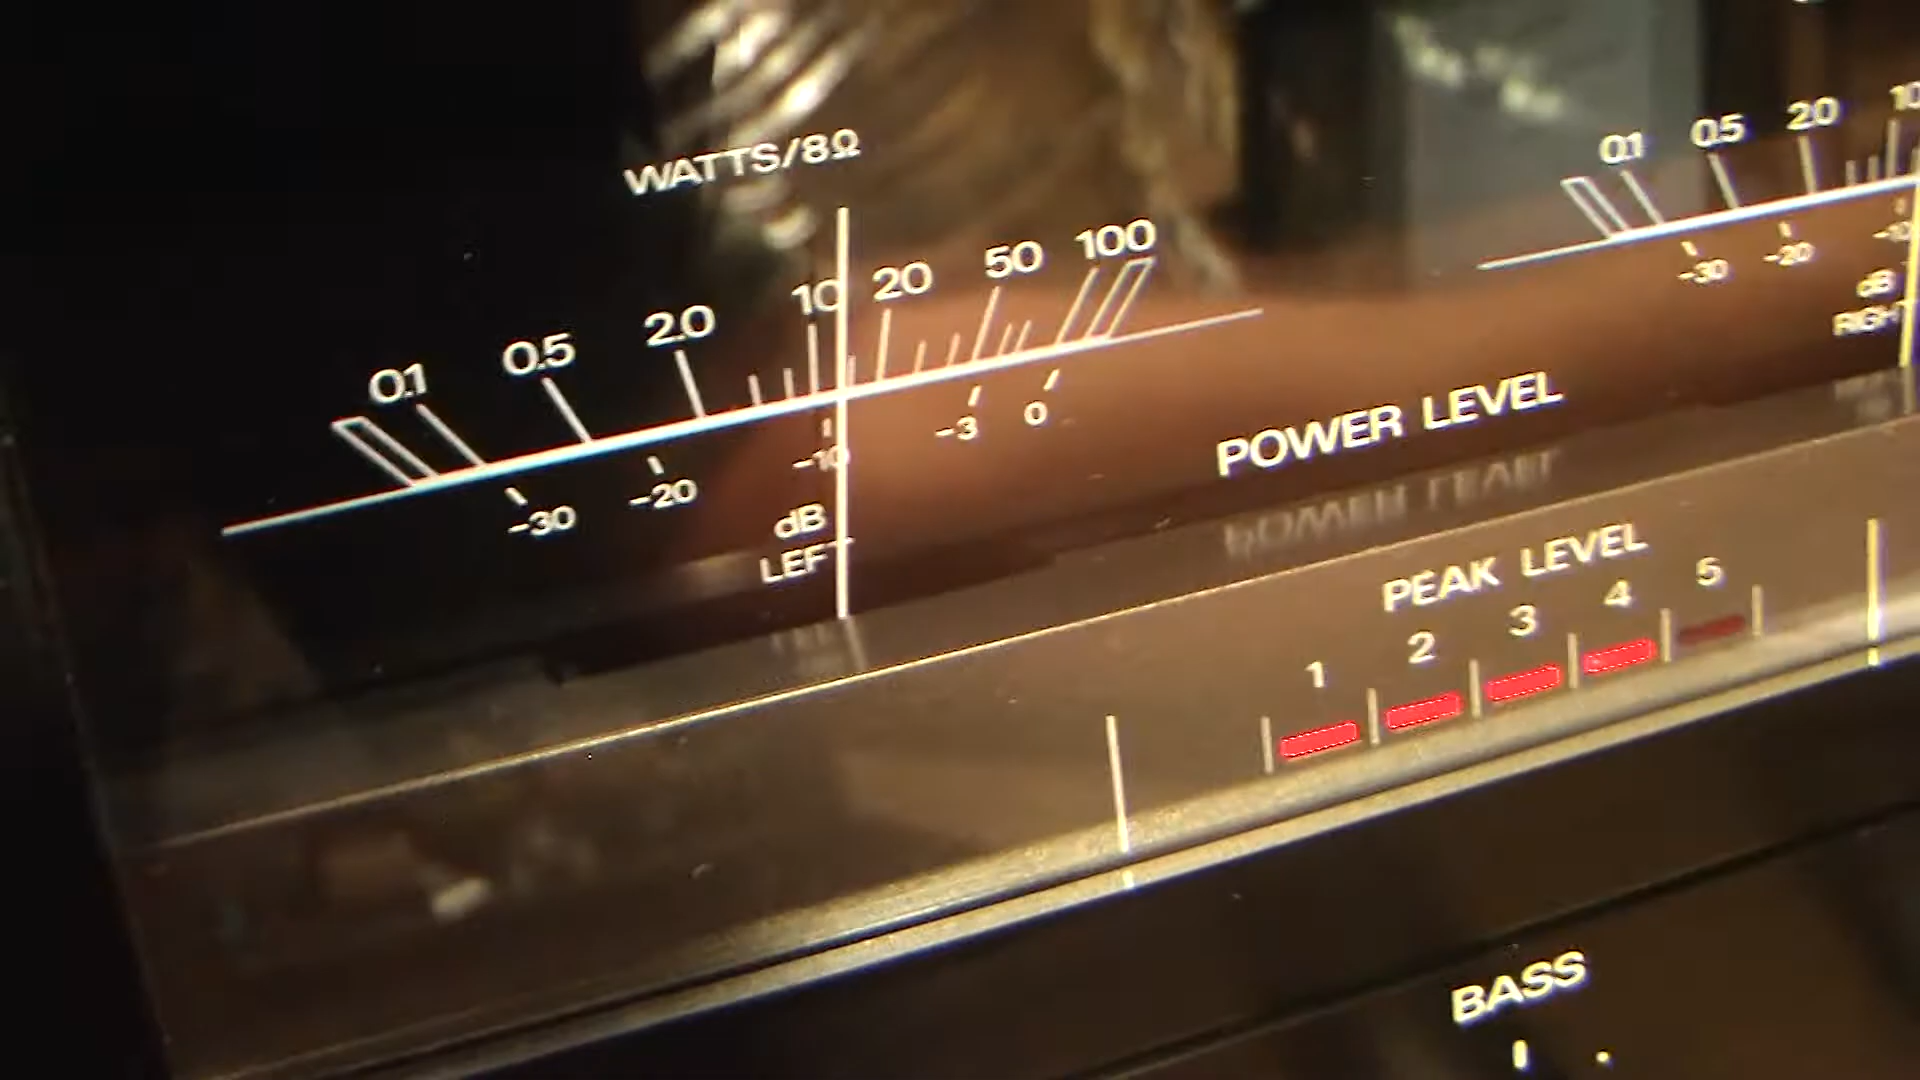 WATTS/8Ω
0.1 0.5 2.0 10 20 50 100
-30 -20 -10 -3 0
dB
LEFT
0.1 0.5 2.0 10
-30 -20 -10
dB
RIGHT
POWER LEVEL
PEAK LEVEL
1 2 3 4 5
BASS